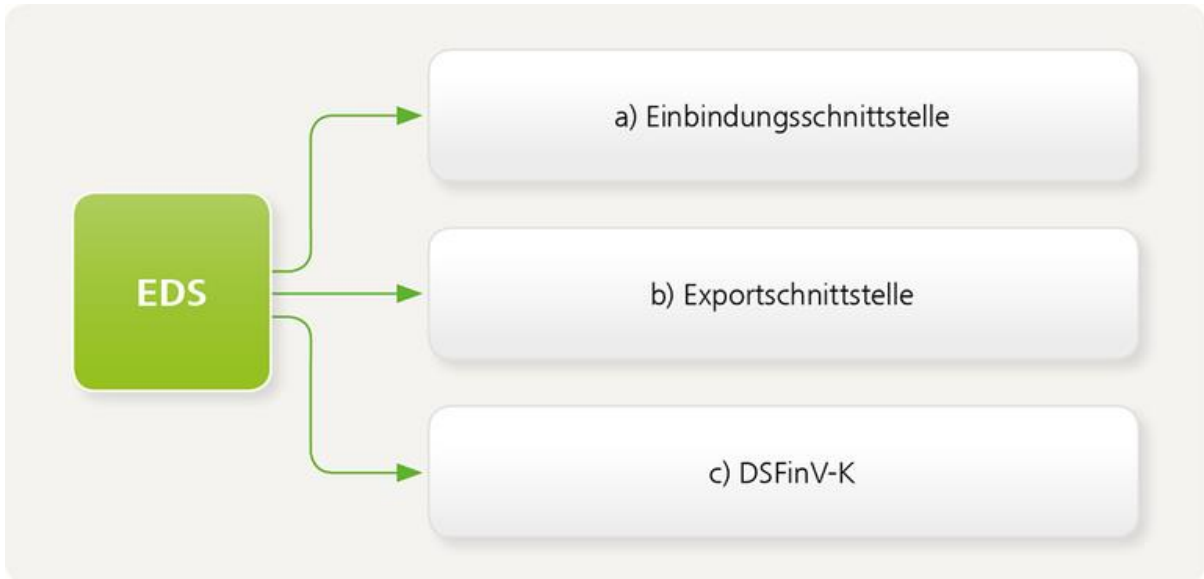 EDS
a) Einbindungsschnittstelle
b) Exportschnittstelle
c) DSFinV-K